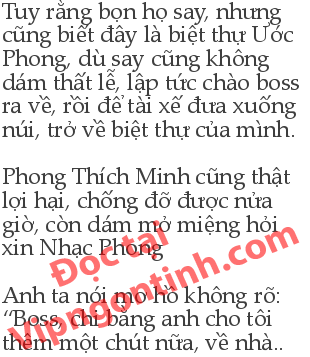 Tuy rằng bọn họ say, nhưng
cũng biết đây là biệt thự Ước
Phong, dù say cũng không
dám thất lễ, lập tức chào boss
ra về, rồi để tài xế đưa xuống
núi, trở về biệt thự của mình.

Phong Thích Minh cũng thật
lợi hại, chống đỡ được nửa
giờ, còn dám mở miệng hỏi
xin Nhạc Phong

Anh ta nói mơ hồ không rõ:
“Boss, chi bằng anh cho tôi
thêm một chút nữa, về nhà..
Đọc tại
Vipngontinh.com